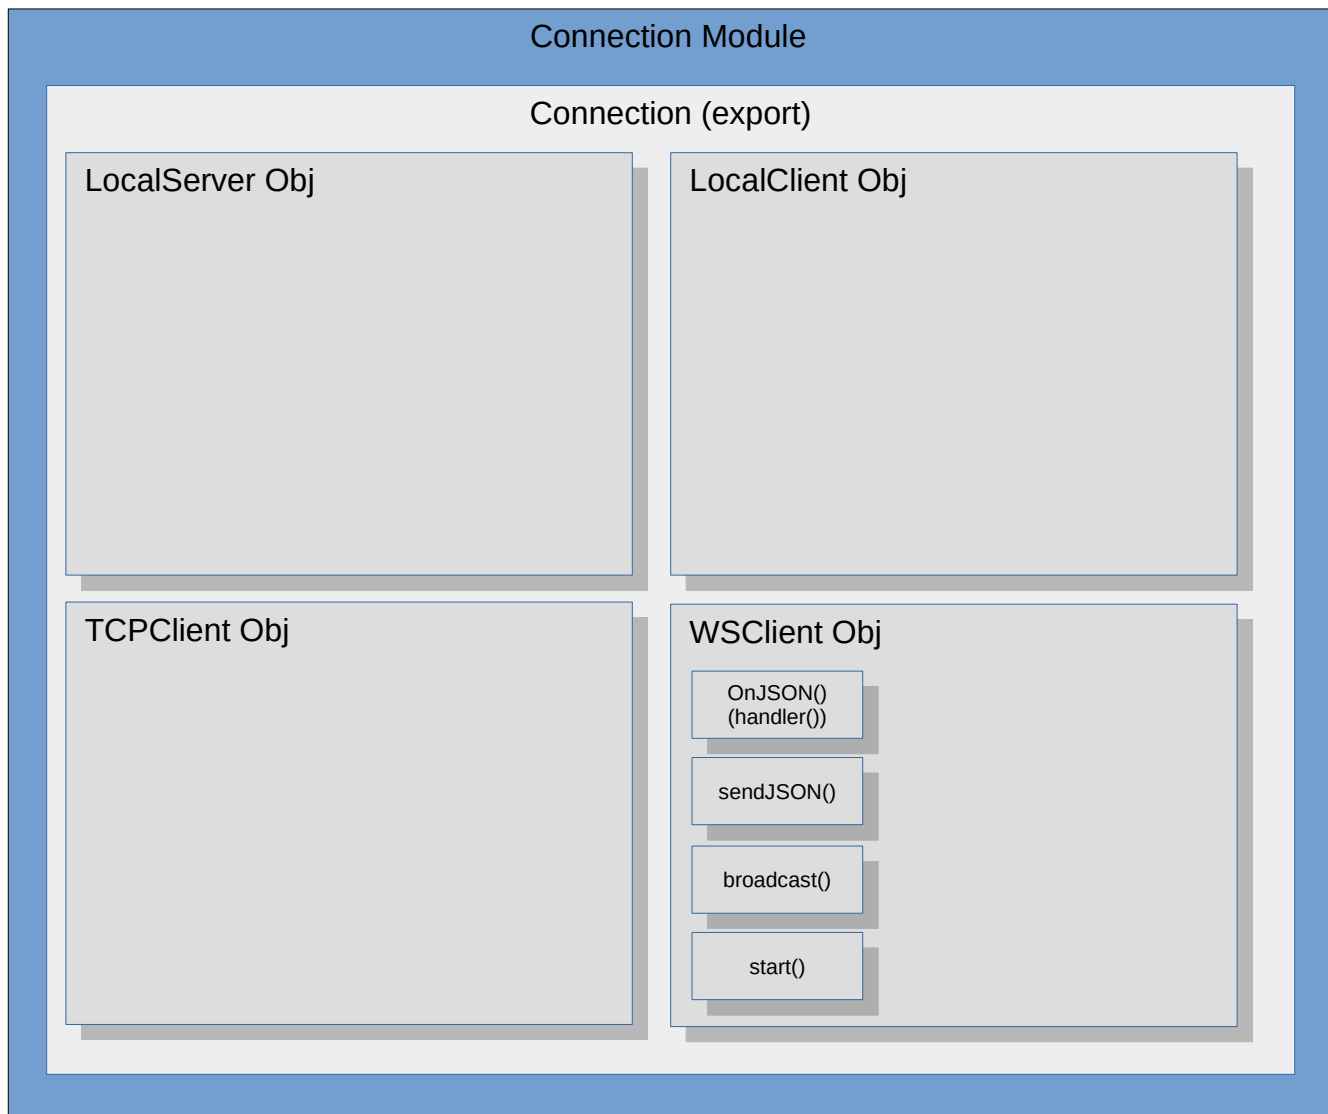 Connection Module
Connection (export)
LocalServer Obj
LocalClient Obj
TCPClient Obj
WSClient Obj
OnJSON()
(handler())
sendJSON()
broadcast()
start()